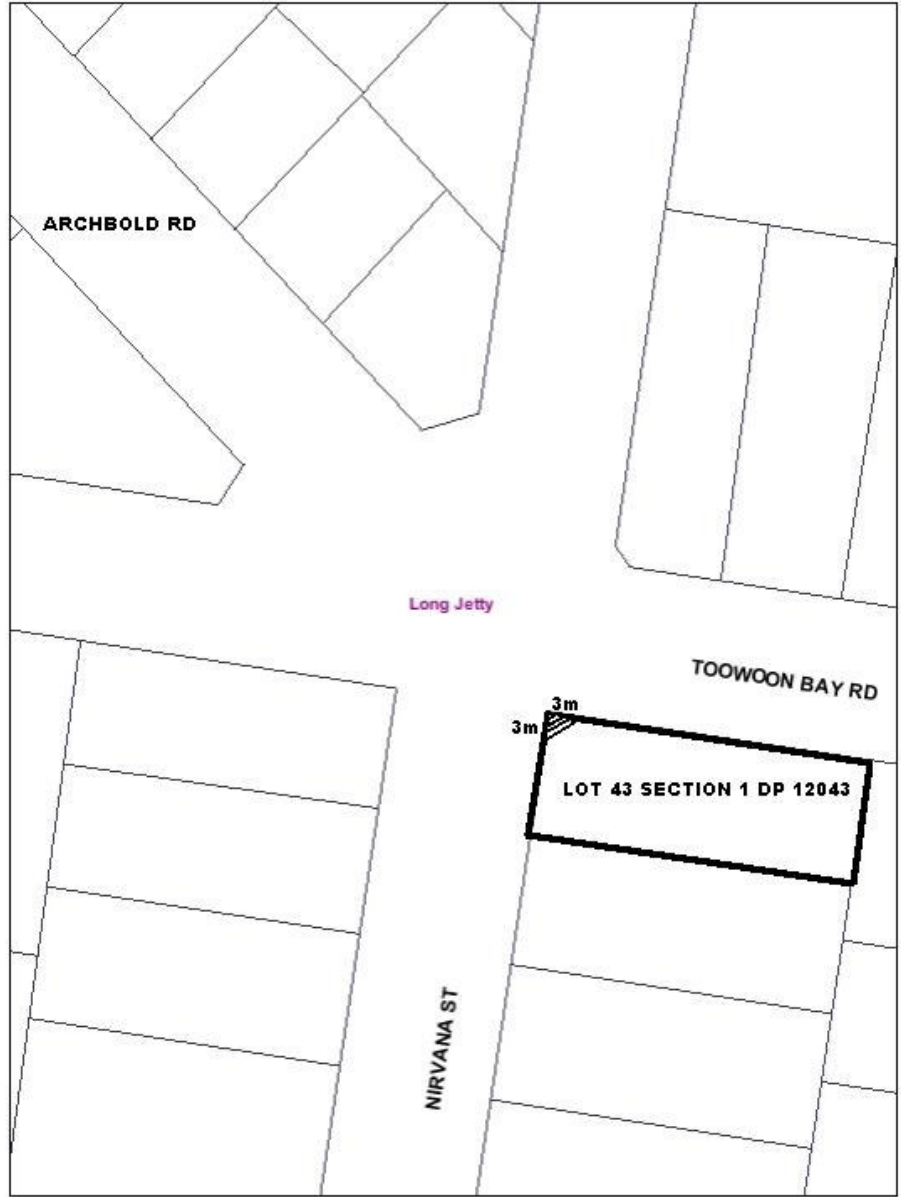 ARCHBOLD RD
Long Jetty
TOOWOON BAY RD
3m
3m
LOT 43 SECTION 1 DP 12043
NIRVANA ST